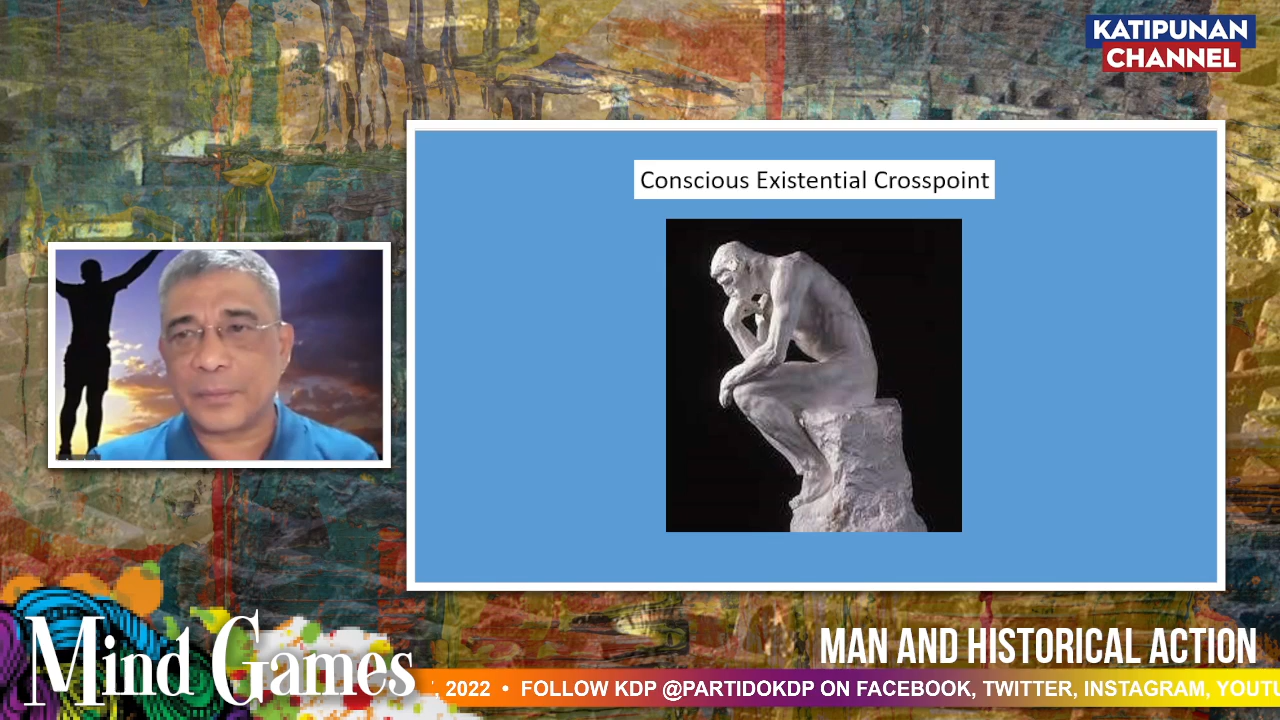 KATIPUNAN
CHANNEL
Conscious Existential Crosspoint
Mind Games
MAN AND HISTORICAL ACTION
, 2022 • FOLLOW KDP @PARTIDOKDP ON FACEBOOK, TWITTER, INSTAGRAM, YOUTU